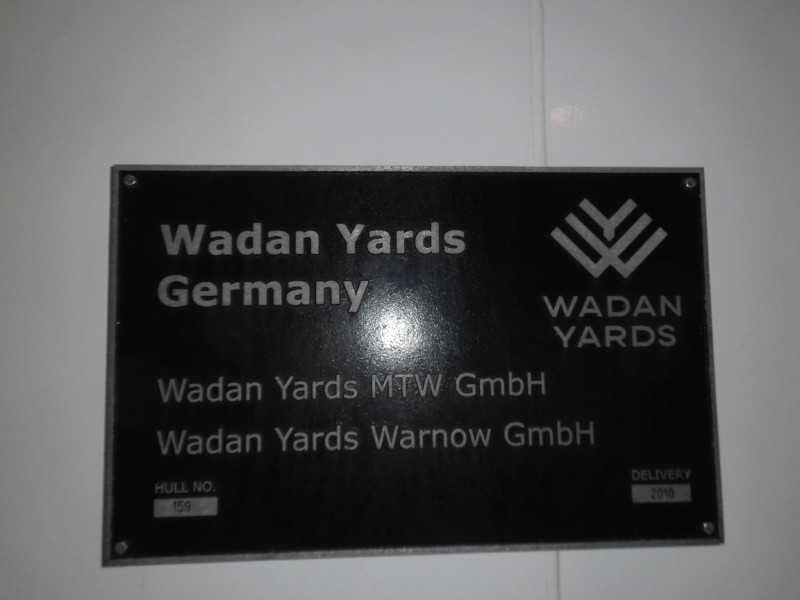 Wadan Yards
Germany
WADAN
YARDS
Wadan Yards MTW GmbH
Wadan Yards Warnow GmbH
HULL NO.
159
DELIVERY
2010